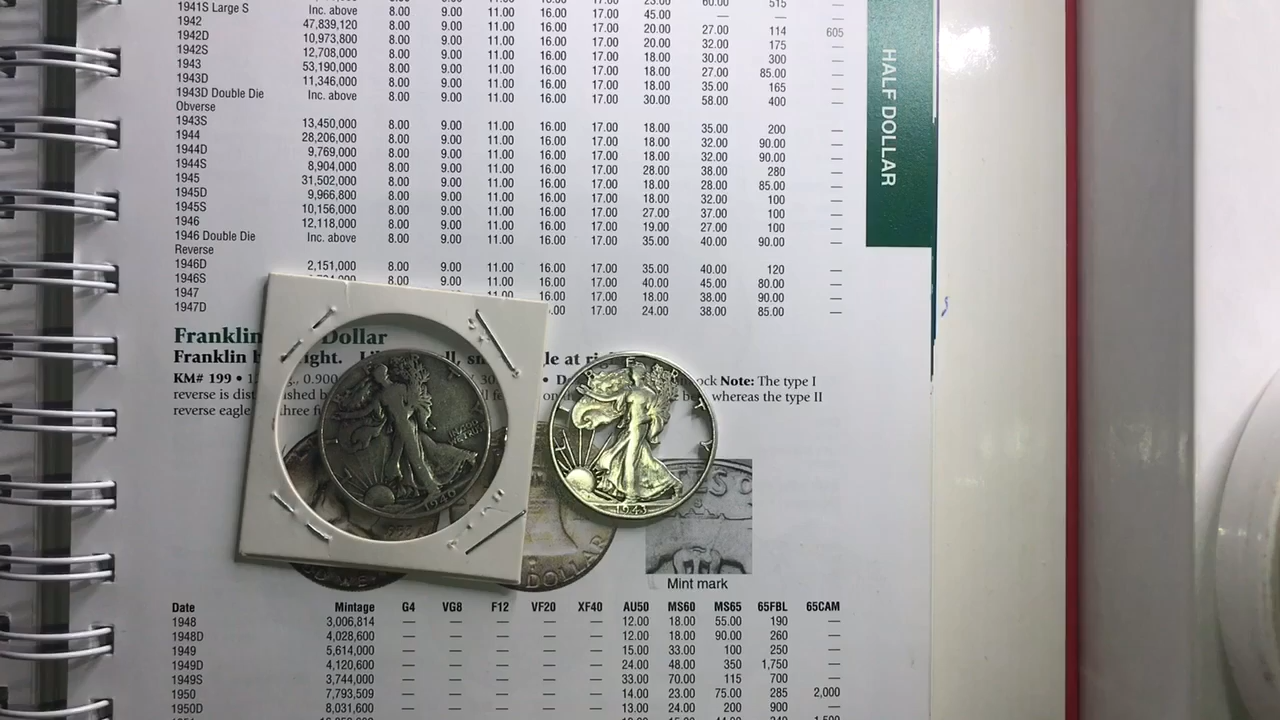 1941S Large S Inc. above 8.00 9.00 11.00 16.00 17.00 45.00 — — —
1942 47,839,120 8.00 9.00 11.00 16.00 17.00 20.00 27.00 114 605
1942D 10,973,800 8.00 9.00 11.00 16.00 17.00 20.00 32.00 175 —
1942S 12,708,000 8.00 9.00 11.00 16.00 17.00 18.00 30.00 300 —
1943 53,190,000 8.00 9.00 11.00 16.00 17.00 18.00 27.00 85.00 —
1943D 11,346,000 8.00 9.00 11.00 16.00 17.00 18.00 35.00 165 —
1943D Double Die Inc. above 8.00 9.00 11.00 16.00 17.00 30.00 58.00 400 —
Obverse
1943S 13,450,000 8.00 9.00 11.00 16.00 17.00 18.00 35.00 200 —
1944 28,206,000 8.00 9.00 11.00 16.00 17.00 18.00 32.00 90.00 —
1944D 9,769,000 8.00 9.00 11.00 16.00 17.00 18.00 32.00 90.00 —
1944S 8,904,000 8.00 9.00 11.00 16.00 17.00 28.00 38.00 280 —
1945 31,502,000 8.00 9.00 11.00 16.00 17.00 18.00 28.00 85.00 —
1945D 9,966,800 8.00 9.00 11.00 16.00 17.00 18.00 32.00 100 —
1945S 10,156,000 8.00 9.00 11.00 16.00 17.00 27.00 37.00 100 —
1946 12,118,000 8.00 9.00 11.00 16.00 17.00 19.00 27.00 100 —
1946 Double Die Inc. above 8.00 9.00 11.00 16.00 17.00 35.00 40.00 90.00 —
Reverse
1946D 2,151,000 8.00 9.00 11.00 16.00 17.00 35.00 40.00 120 —
1946S 8.00 9.00 11.00 16.00 17.00 40.00 45.00 80.00 —
1947 11.00 16.00 17.00 18.00 38.00 90.00 —
1947D 17.00 24.00 38.00 85.00 —
HALF DOLLAR
Franklin Dollar
Franklin
KM# 199 • 0.900 • Note: The type I
reverse is whereas the type II
reverse eagle three
LIBERTY
1940
LIBERTY
1943
DOLLAR
Mint mark
Date Mintage G4 VG8 F12 VF20 XF40 AU50 MS60 MS65 65FBL 65CAM
1948 3,006,814 — — — — — 12.00 18.00 55.00 190 —
1948D 4,028,600 — — — — — 12.00 18.00 90.00 260 —
1949 5,614,000 — — — — — 15.00 33.00 100 250 —
1949D 4,120,600 — — — — — 24.00 48.00 350 1,750 —
1949S 3,744,000 — — — — — 33.00 70.00 115 700 —
1950 7,793,509 — — — — — 14.00 23.00 75.00 285 2,000
1950D 8,031,600 — — — — — 13.00 24.00 200 900 —